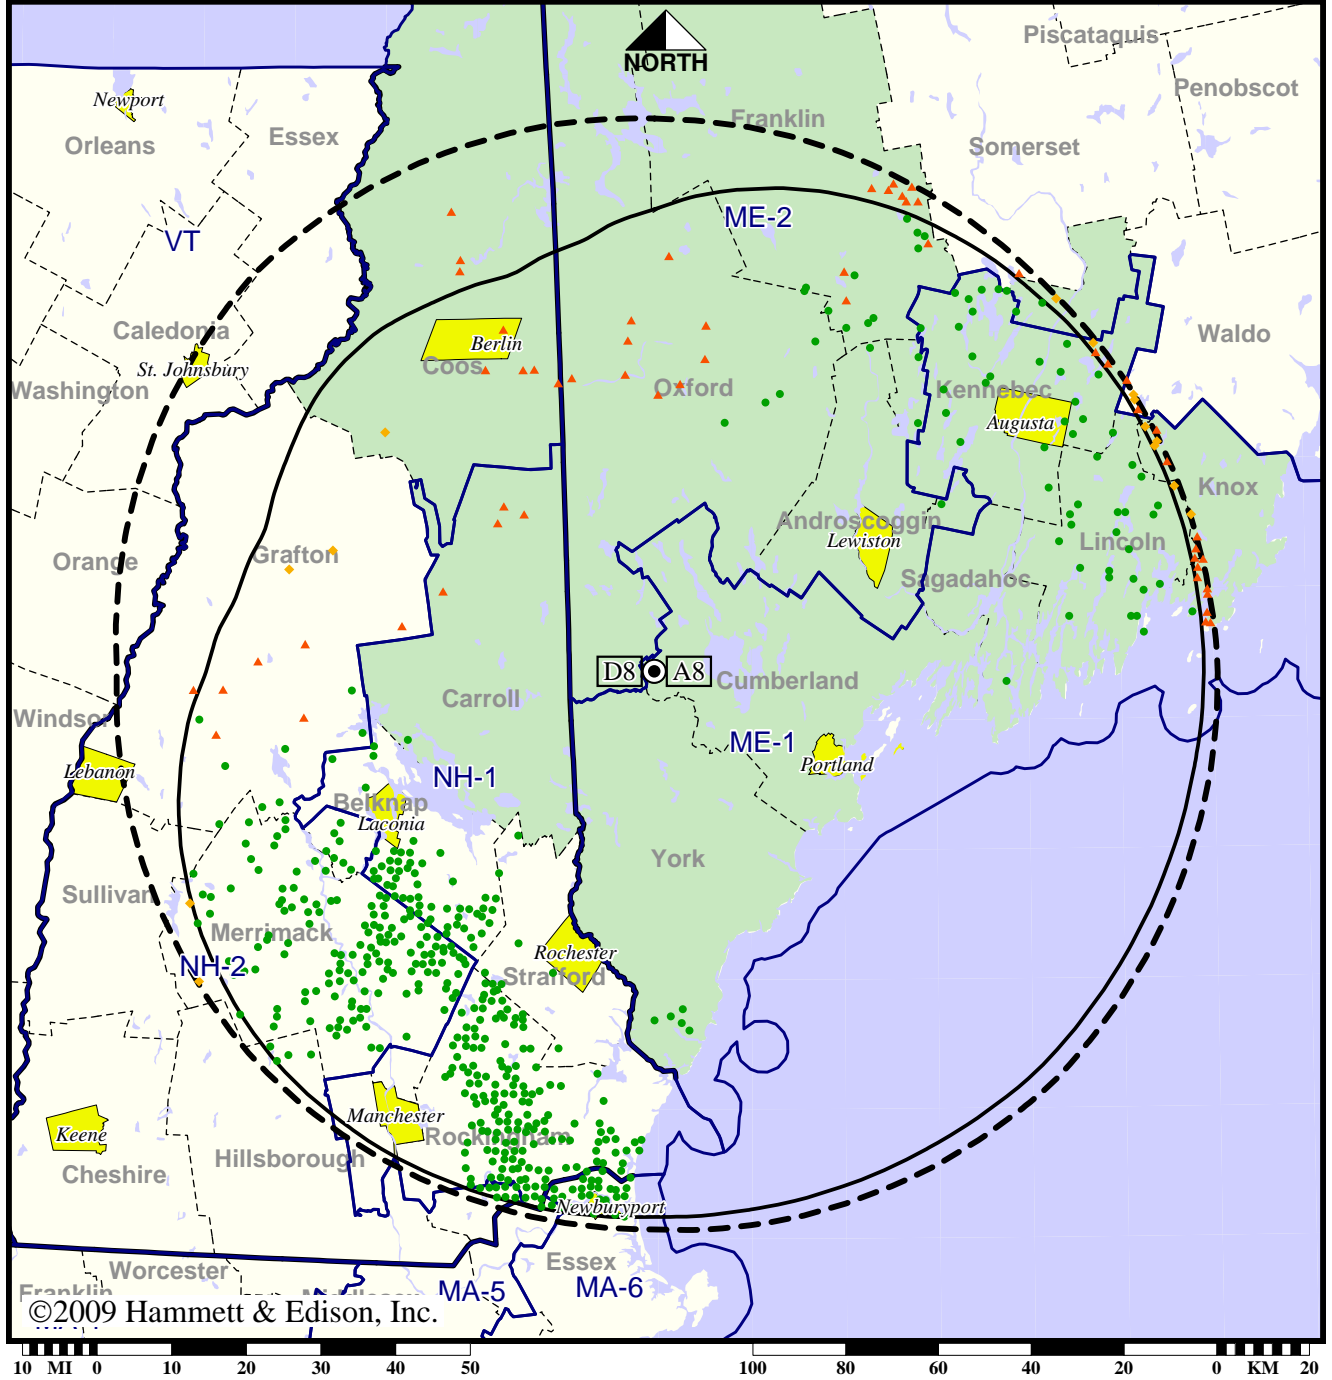 NORTH
Piscataquis
Penobscot
Newport
Orleans
Essex
Franklin
Somerset
VT
ME-2
Caledonia
St. Johnsbury
Washington
Berlin
Coos
Oxford
Kennebec
Augusta
Waldo
Knox
Orange
Grafton
Androscoggin
Lewiston
Lincoln
Sagadahoc
D8 A8
Windsor
Carroll
Cumberland
ME-1
Portland
Lebanon
NH-1
Belknap
Laconia
York
Sullivan
Merrimack
NH-2
Rochester
Strafford
Keene
Manchester
Rockingham
Cheshire
Hillsborough
Newburyport
Worcester
Essex
Franklin
MA-5
MA-6
©2009 Hammett & Edison, Inc.
10 MI 0 10 20 30 40 50 100 80 60 40 20 0 KM 20